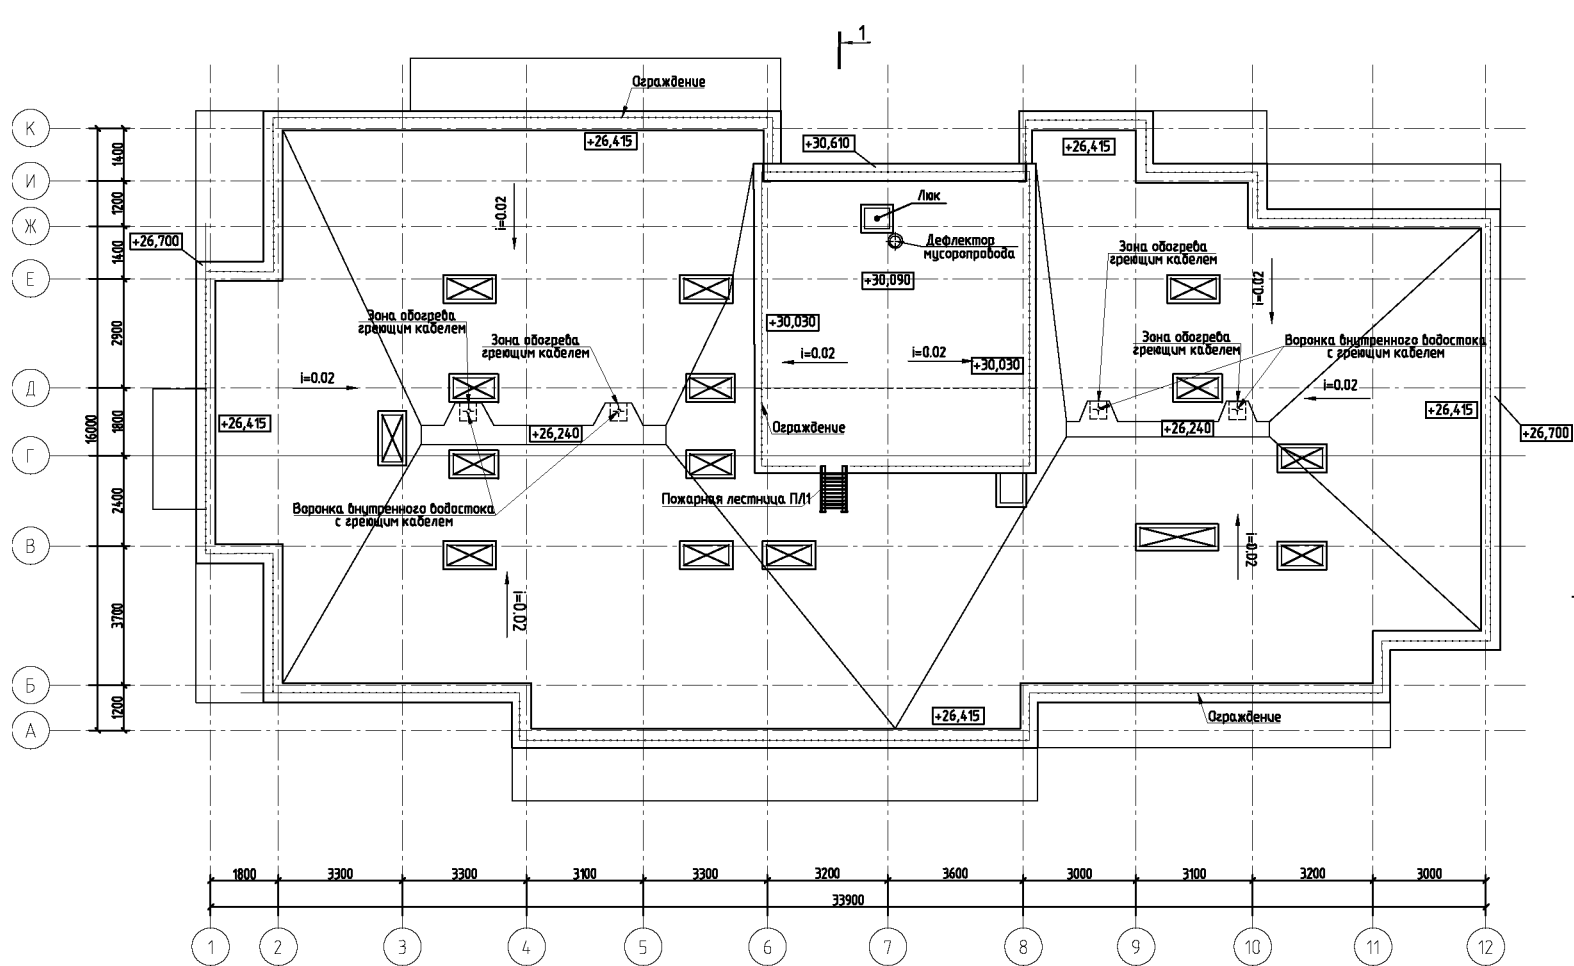 1
Ограждение
К
+26,415
+30,610
+26,415
1400
И
1200
Люк
i=0.02
Ж
Дефлектор
мусоропровода
+26,700
1400
Зона обогрева
греющим кабелем
Е
+30,090
i=0.02
Зона обогрева
греющим кабелем
2900
+30,030
Зона обогрева
греющим кабелем
Зона обогрева
греющим кабелем
Воронка внутреннего водостока
с греющим кабелем
i=0.02
i=0.02
+30,030
i=0.02
i=0.02
Д
16000
1800
+26,415
+26,415
+26,240
Ограждение
+26,240
+26,700
Г
2400
Пожарная лестница ПЛ1
Воронка внутренного водостока
с греющим кабелем
В
i=0.02
i=0.02
3700
Б
1200
+26,415
Ограждение
А
1800
3300
3300
3100
3300
3200
3600
3000
3100
3200
3000
33900
1
2
3
4
5
6
7
8
9
10
11
12